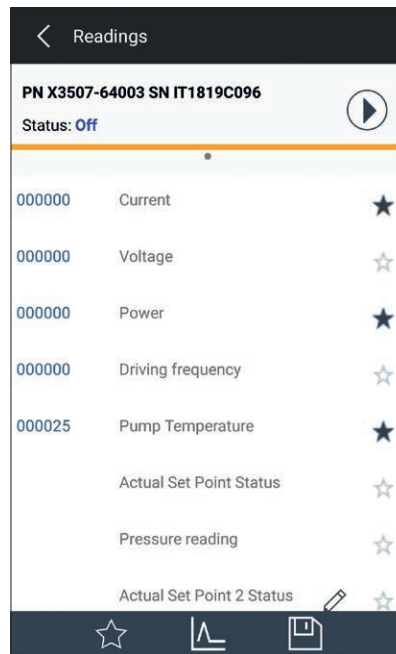 Readings
PN X3507-64003 SN IT1819C096
Status: Off
000000 Current
000000 Voltage
000000 Power
000000 Driving frequency
000025 Pump Temperature
Actual Set Point Status
Pressure reading
Actual Set Point 2 Status